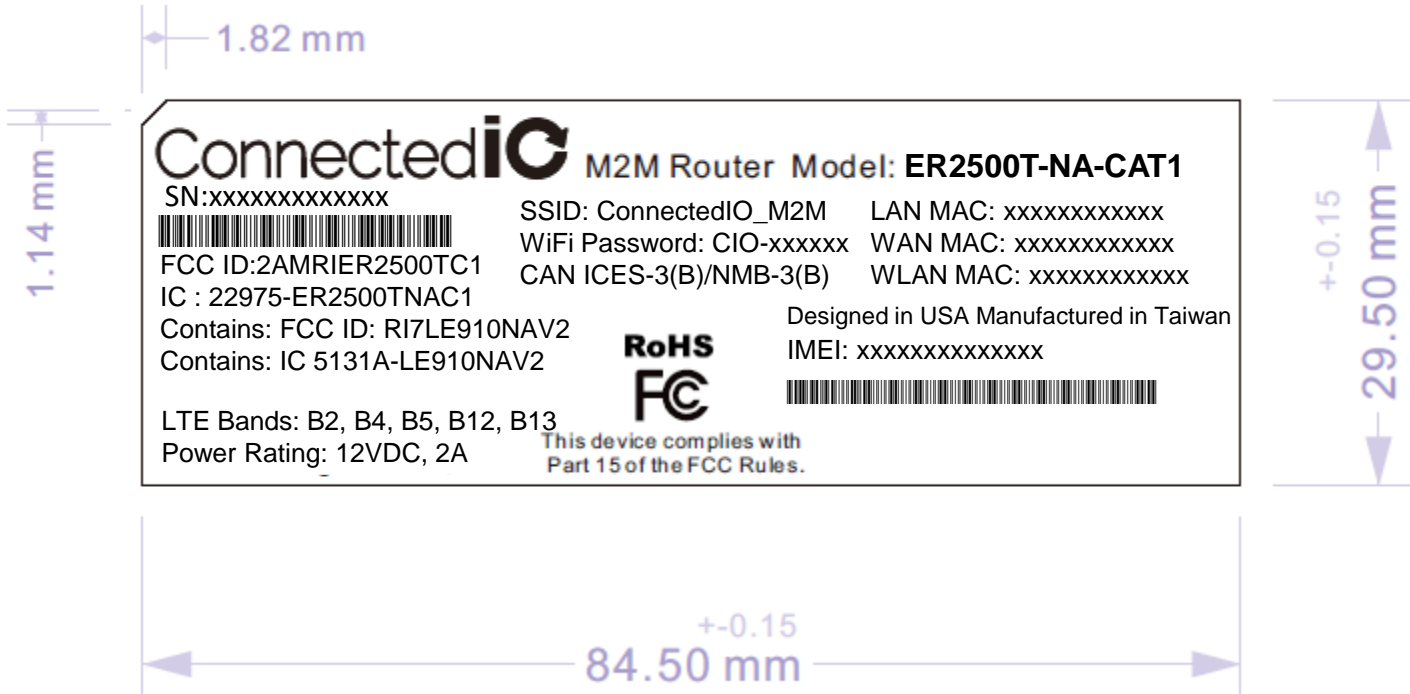 1.82 mm
1.14 mm
ConnectediO M2M Router Model: ER2500T-NA-CAT1
SN:xxxxxxxxxxxxx
SSID: ConnectedIO_M2M LAN MAC: xxxxxxxxxxxx
WiFi Password: CIO-xxxxxx WAN MAC: xxxxxxxxxxxx
CAN ICES-3(B)/NMB-3(B) WLAN MAC: xxxxxxxxxxxx
FCC ID:2AMRIER2500TC1
IC : 22975-ER2500TNAC1
Contains: FCC ID: RI7LE910NAV2
Contains: IC 5131A-LE910NAV2
LTE Bands: B2, B4, B5, B12, B13
Power Rating: 12VDC, 2A
RoHS
FC
This device complies with
Part 15 of the FCC Rules.
Designed in USA Manufactured in Taiwan
IMEI: xxxxxxxxxxxxxx
+-0.15
29.50 mm
+-0.15
84.50 mm